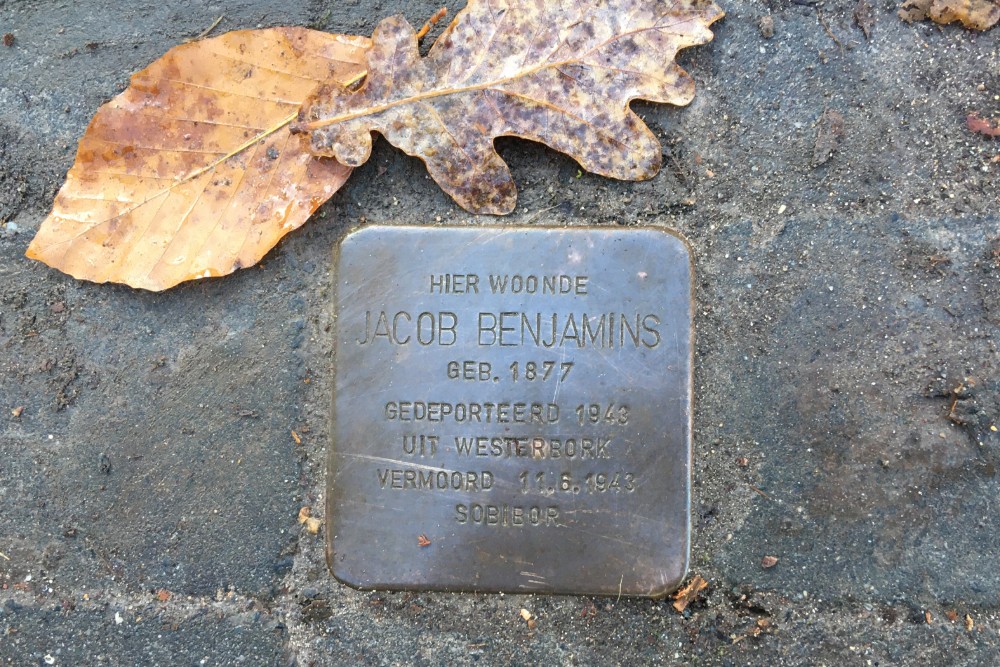 HIER WOONDE
JACOB BENJAMINS
GEB. 1877
GEDEPORTEERD 1943
UIT WESTERBORK
VERMOORD 11.6.1943
SOBIBOR